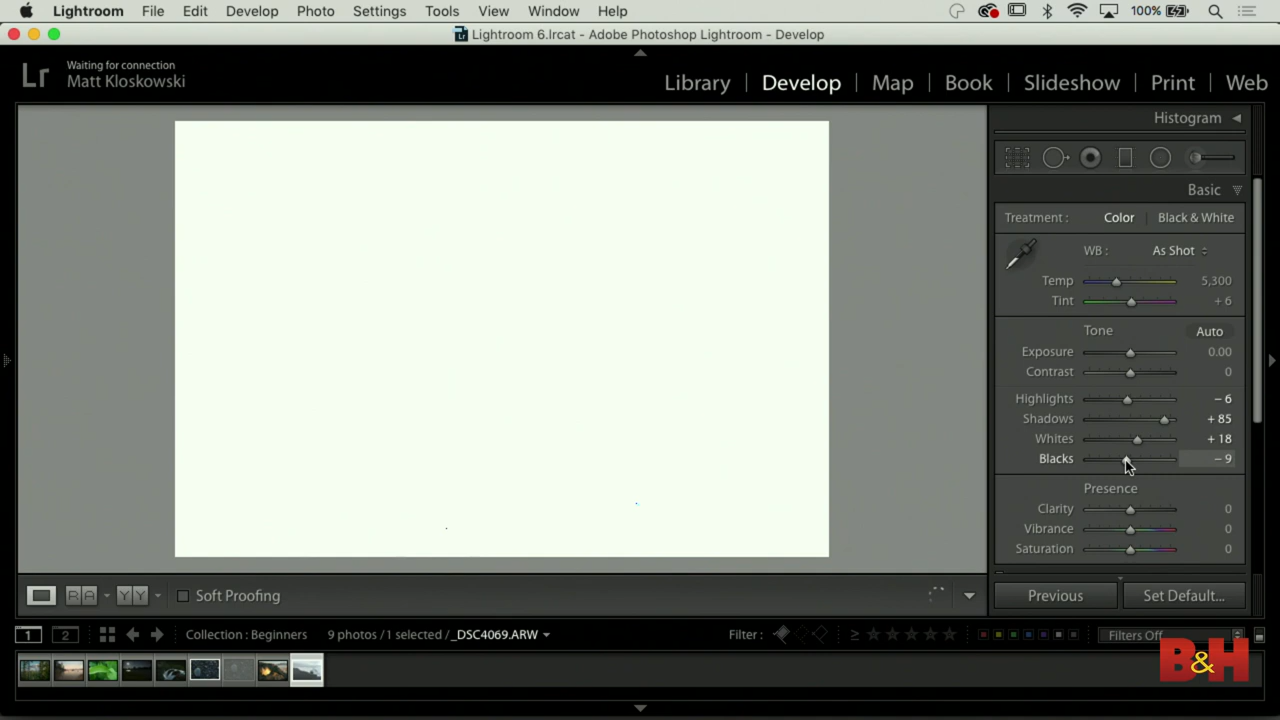 Lightroom File Edit Develop Photo Settings Tools View Window Help 100%
Lightroom 6.lrcat - Adobe Photoshop Lightroom - Develop
Lr Waiting for connection
Matt Kloskowski
Library | Develop | Map | Book | Slideshow | Print | Web
Histogram
Basic
Treatment : Color Black & White
WB : As Shot
Temp 5,300
Tint + 6
Tone Auto
Exposure 0.00
Contrast 0
Highlights – 6
Shadows + 85
Whites + 18
Blacks – 9
Presence
Clarity 0
Vibrance 0
Saturation 0
R A Y Y Soft Proofing Previous Set Default...
1 2 Collection : Beginners 9 photos / 1 selected / _DSC4069.ARW Filter : ≥ Filters Off
B&H